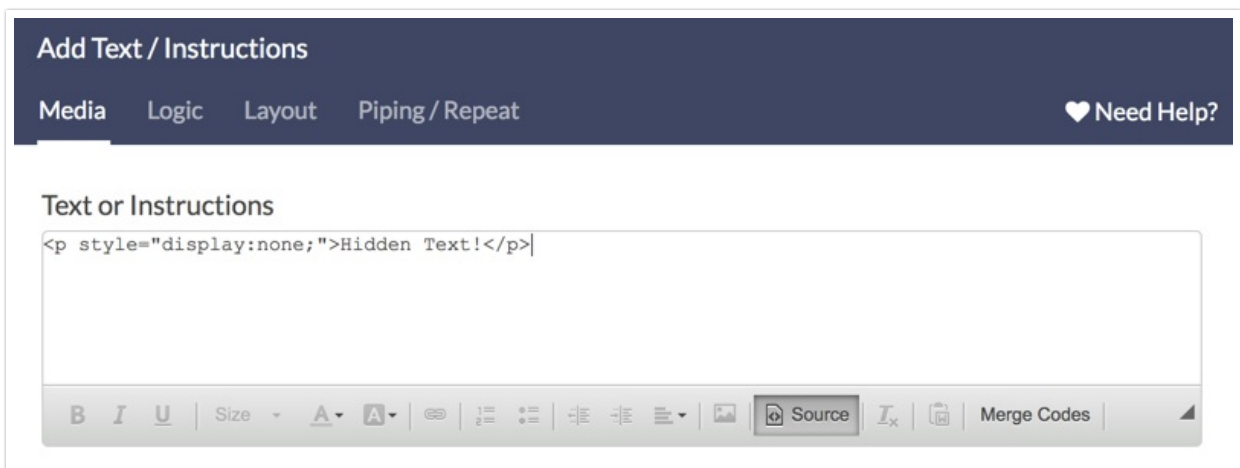 Add Text / Instructions
Media Logic Layout Piping / Repeat Need Help?
Text or Instructions
<p style="display:none;">Hidden Text!</p>
B I U Size A A Source Tx Merge Codes